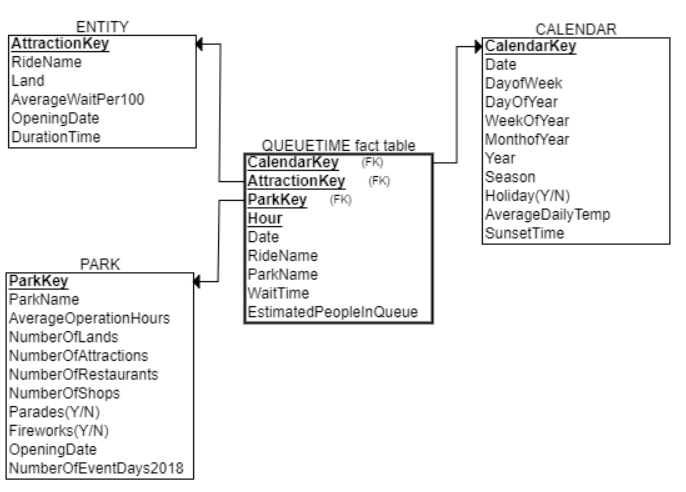 ENTITY
AttractionKey
RideName
Land
AverageWaitPer100
OpeningDate
DurationTime
CALENDAR
CalendarKey
Date
DayofWeek
DayOfYear
WeekOfYear
MonthofYear
Year
Season
Holiday(Y/N)
AverageDailyTemp
SunsetTime
QUEUETIME fact table
CalendarKey (FK)
AttractionKey (FK)
ParkKey (FK)
Hour
Date
RideName
ParkName
WaitTime
EstimatedPeopleInQueue
PARK
ParkKey
ParkName
AverageOperationHours
NumberOfLands
NumberOfAttractions
NumberOfRestaurants
NumberOfShops
Parades(Y/N)
Fireworks(Y/N)
OpeningDate
NumberOfEventDays2018